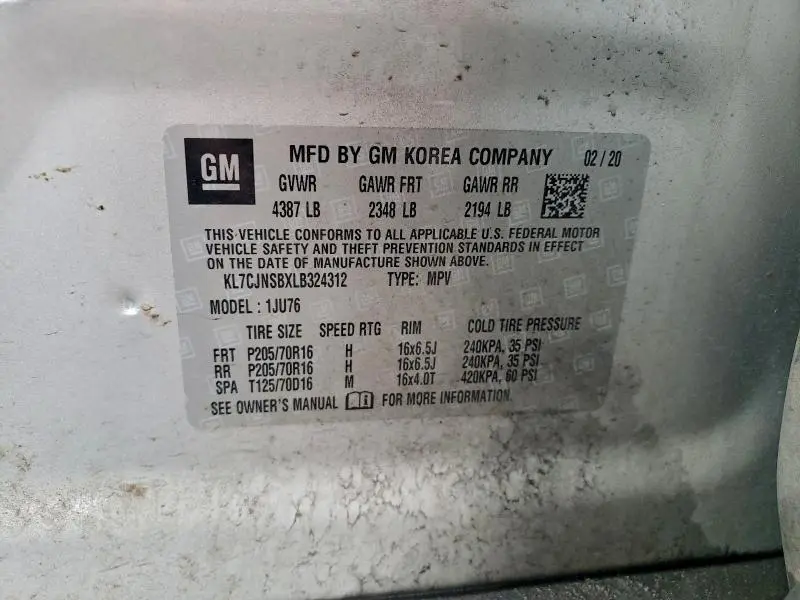 GM
MFD BY GM KOREA COMPANY 02/20
GVWR GAWR FRT GAWR RR
4387 LB 2348 LB 2194 LB
THIS VEHICLE CONFORMS TO ALL APPLICABLE U.S. FEDERAL MOTOR
VEHICLE SAFETY AND THEFT PREVENTION STANDARDS IN EFFECT
ON THE DATE OF MANUFACTURE SHOWN ABOVE.
KL7CJNSBXLB324312 TYPE: MPV
MODEL : 1JU76
TIRE SIZE SPEED RTG RIM COLD TIRE PRESSURE
FRT P205/70R16 H 16x6.5J 240KPA, 35 PSI
RR P205/70R16 H 16x6.5J 240KPA, 35 PSI
SPA T125/70D16 M 16x4.0T 420KPA, 60 PSI
SEE OWNER'S MANUAL FOR MORE INFORMATION.